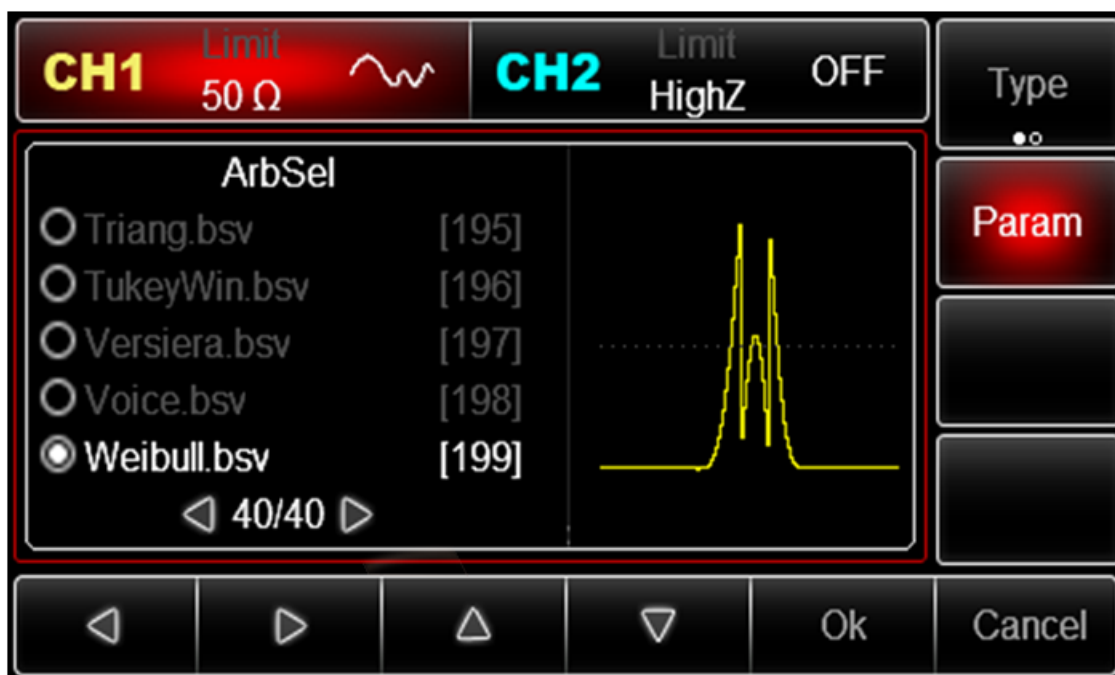 CH1 Limit 50 Ω CH2 Limit HighZ OFF
Type
ArbSel
Triang.bsv [195]
TukeyWin.bsv [196]
Versiera.bsv [197]
Voice.bsv [198]
Weibull.bsv [199]
40/40
Param
Ok
Cancel